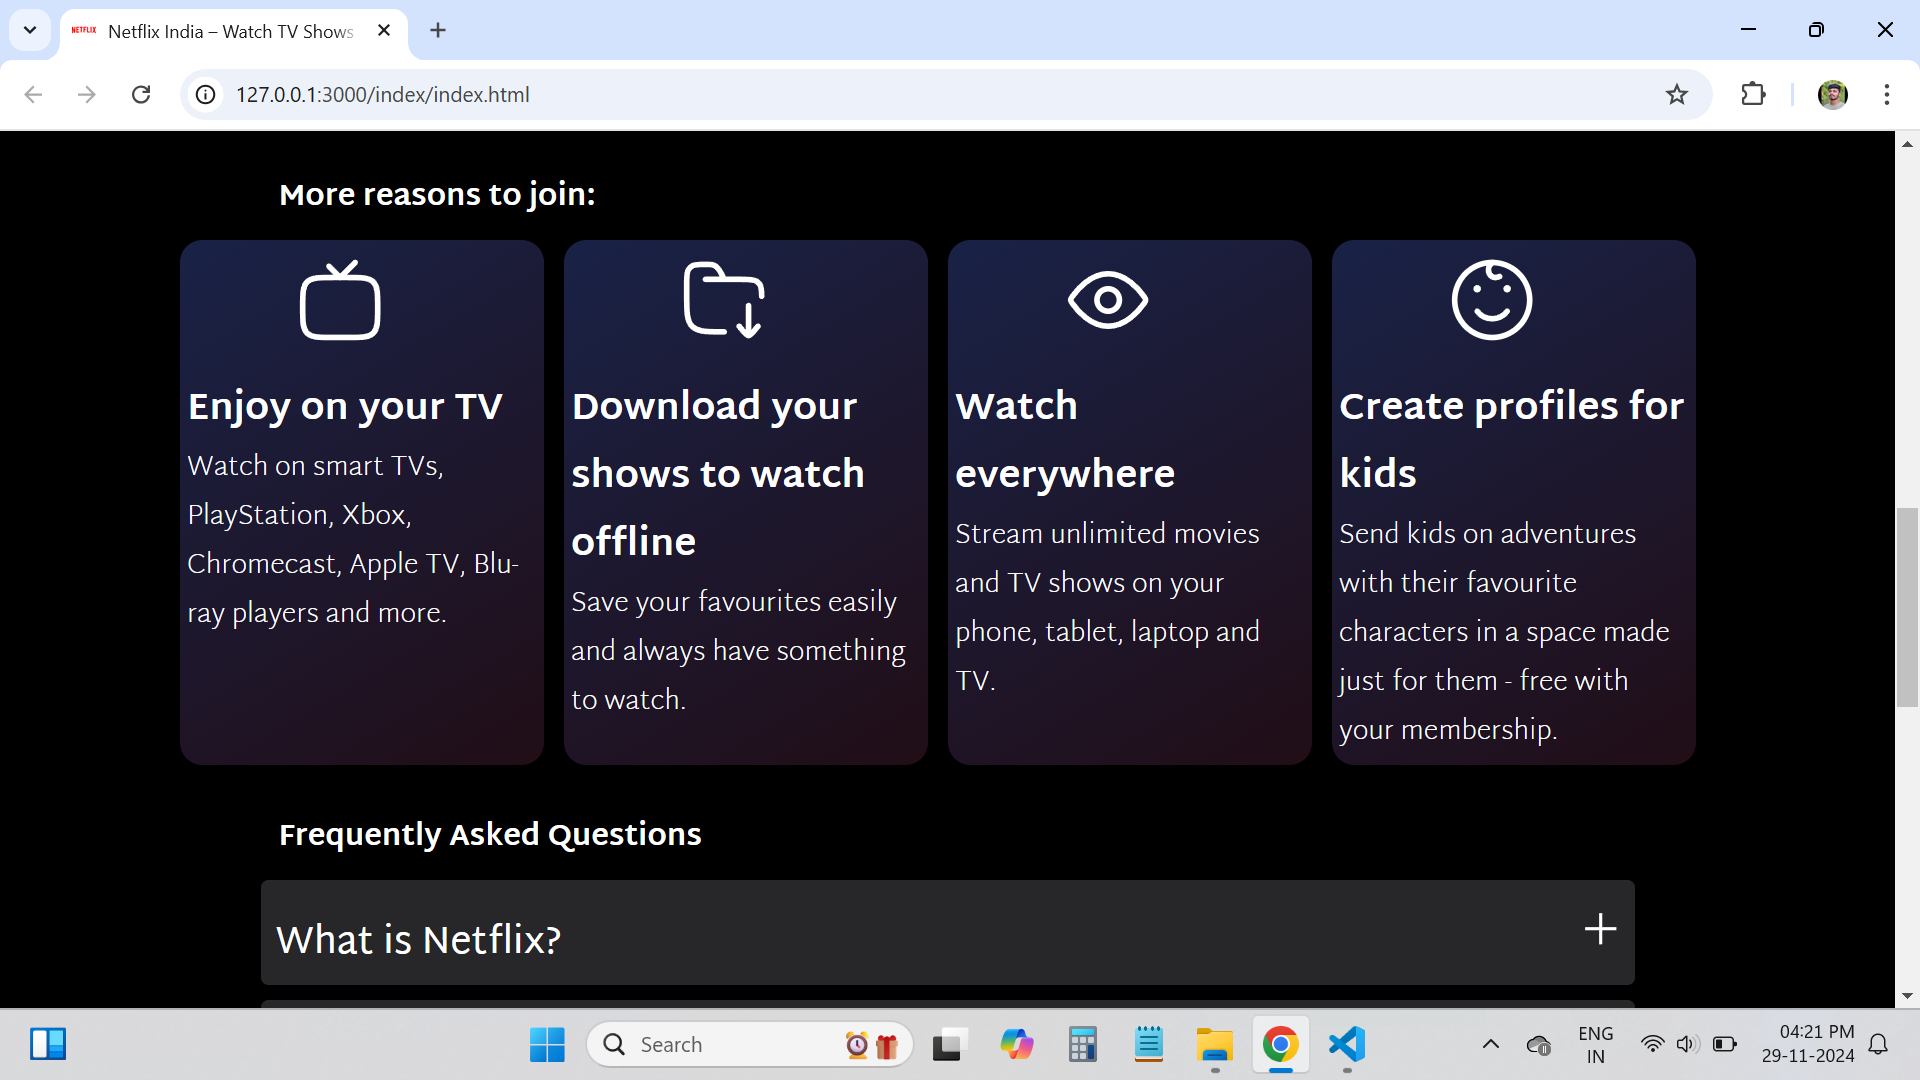 NETFLIX Netflix India – Watch TV Shows
127.0.0.1:3000/index/index.html
More reasons to join:
Enjoy on your TV
Watch on smart TVs,
PlayStation, Xbox,
Chromecast, Apple TV, Blu-
ray players and more.
Download your
shows to watch
offline
Save your favourites easily
and always have something
to watch.
Watch
everywhere
Stream unlimited movies
and TV shows on your
phone, tablet, laptop and
TV.
Create profiles for
kids
Send kids on adventures
with their favourite
characters in a space made
just for them - free with
your membership.
Frequently Asked Questions
What is Netflix?
Search
ENG
IN
04:21 PM
29-11-2024